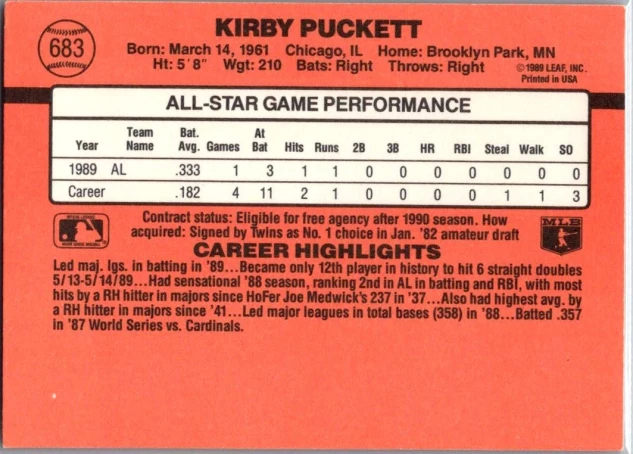 683
KIRBY PUCKETT
Born: March 14, 1961 Chicago, IL Home: Brooklyn Park, MN
Ht: 5'8" Wgt: 210 Bats: Right Throws: Right
©1989 LEAF, INC.
Printed in USA
ALL-STAR GAME PERFORMANCE
Year Team Name Bat. Avg. Games At Bat Hits Runs 2B 3B HR RBI Steal Walk SO
1989 AL .333 1 3 1 1 0 0 0 0 0 0 0
Career .182 4 11 2 1 0 0 0 0 1 1 3
Contract status: Eligible for free agency after 1990 season. How
acquired: Signed by Twins as No. 1 choice in Jan. '82 amateur draft
MLB
CAREER HIGHLIGHTS
Led maj. lgs. in batting in '89...Became only 12th player in history to hit 6 straight doubles
5/13-5/14/89...Had sensational '88 season, ranking 2nd in AL in batting and RBI, with most
hits by a RH hitter in majors since HoFer Joe Medwick's 237 in '37...Also had highest avg. by
a RH hitter in majors since '41...Led major leagues in total bases (358) in '88...Batted .357
in '87 World Series vs. Cardinals.